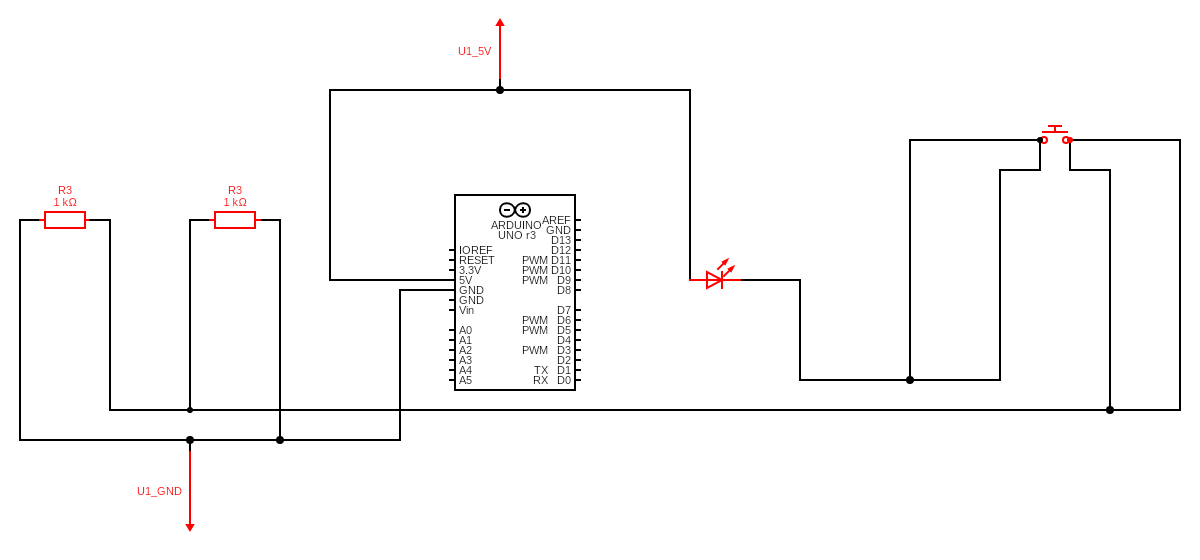 U1_5V
R3
1 kΩ
R3
1 kΩ
ARDUINO
UNO r3
AREF
GND
D13
D12
PWM D11
PWM D10
PWM D9
D8
D7
PWM D6
PWM D5
D4
PWM D3
D2
TX D1
RX D0
IOREF
RESET
3.3V
5V
GND
GND
Vin
A0
A1
A2
A3
A4
A5
U1_GND